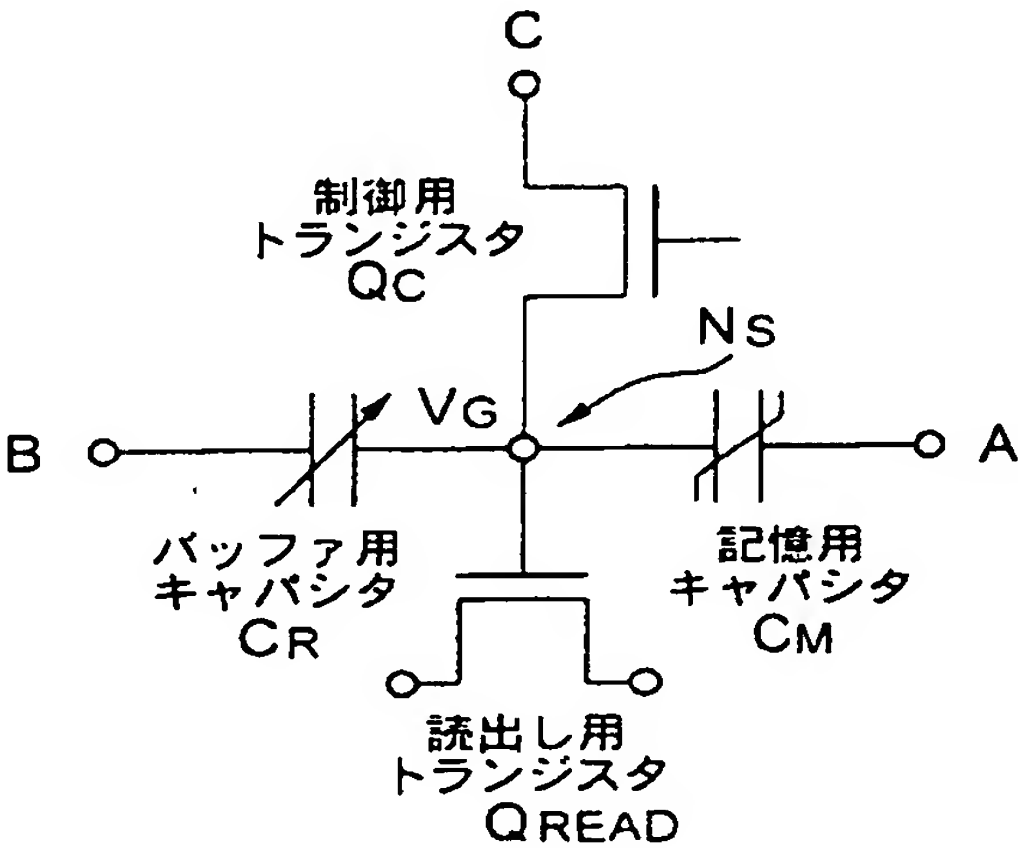 C
制御用
トランジスタ
QC
NS
VG
B
A
バッファ用
キャパシタ
CR
記憶用
キャパシタ
CM
読出し用
トランジスタ
QREAD